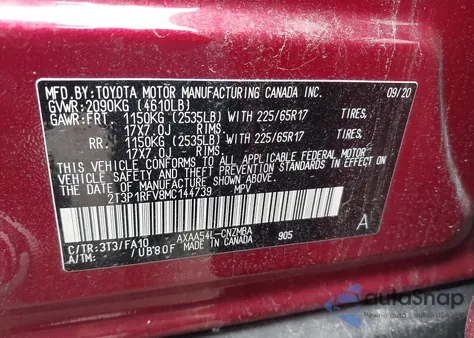 MFD.BY:TOYOTA MOTOR MANUFACTURING CANADA INC. 09/20
GVWR:2090KG (4610LB)
GAWR:FRT. 1150KG (2535LB) WITH 225/65R17 TIRES,
17X7.0J RIMS.
RR. 1150KG (2535LB) WITH 225/65R17 TIRES,
17X7.0J RIMS.
THIS VEHICLE CONFORMS TO ALL APPLICABLE FEDERAL MOTOR
VEHICLE SAFETY STANDARDS IN EFFECT ON THE DATE OF
MANUFACTURE SHOWN ABOVE.
2T3P1RFV8MC144739 MPV
A
C/TR:3T3/FA10 AXAA54L-CNZMBA 905
A/TM: /UB80F MADE IN CANADA
autoSnap